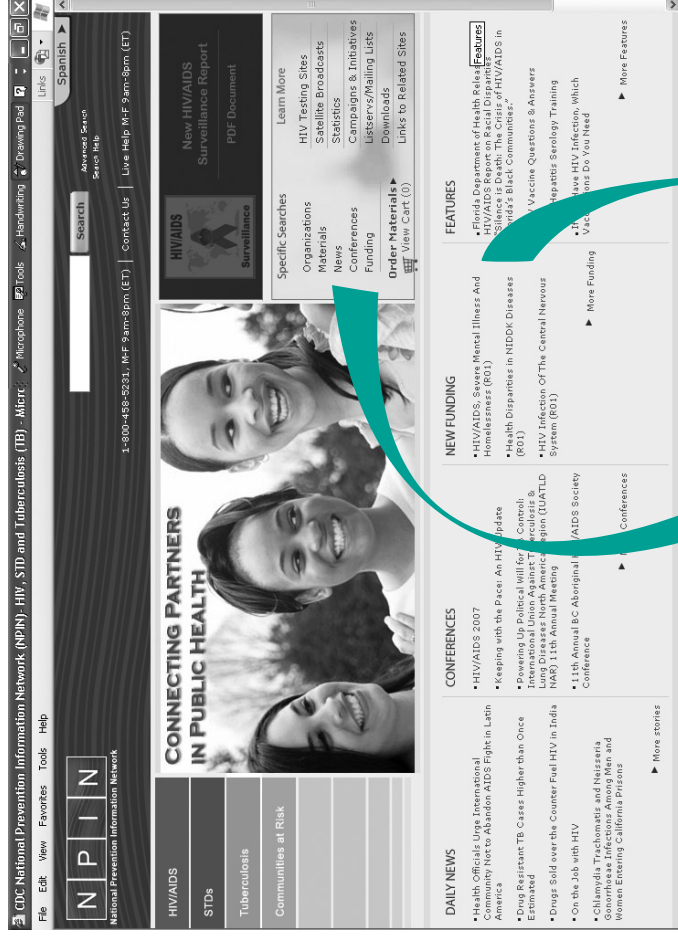 CDC National Prevention Information Network (NPIN)- HIV, STD and Tuberculosis (TB) - Micrc
Microphone Tools Handwriting Drawing Pad
File Edit View Favorites Tools Help
Links
Spanish
N P I N
National Prevention Information Network
Search
Advanced Search
Search Help
1-800-458-5231, M-F 9am-8pm (ET) | Contact Us | Live Help M-F 9am-8pm (ET)
HIV/AIDS
STDs
Tuberculosis
Communities at Risk
CONNECTING PARTNERS
IN PUBLIC HEALTH
HIV/AIDS
Surveillance
New HIV/AIDS
Surveillance Report
PDF Document
Specific Searches
Organizations
Materials
News
Conferences
Funding
Order Materials
View Cart (0)
Learn More
HIV Testing Sites
Satellite Broadcasts
Statistics
Campaigns & Initiatives
Listservs/Mailing Lists
Downloads
Links to Related Sites
DAILY NEWS
▪ Health Officials Urge International
Community Not to Abandon AIDS Fight in Latin
America
▪ Drug Resistant TB Cases Higher than Once
Estimated
▪ Drugs Sold over the Counter Fuel HIV in India
▪ On the Job with HIV
▪ Chlamydia Trachomatis and Neisseria
Gonorrhoeae Infections Among Men and
Women Entering California Prisons
▶ More stories
CONFERENCES
▪ HIV/AIDS 2007
▪ Keeping with the Pace: An HIV Update
▪ Powering Up Political Will for Control:
International Union Against
Lung Diseases North America Region (IUATLD
NAR) 11th Annual Meeting
▪ 11th Annual BC Aboriginal /AIDS Society
Conference
▶ Conferences
NEW FUNDING
▪ HIV/AIDS, Severe Mental Illness And
Homelessness (R01)
▪ Health Disparities in NIDDK Diseases
(R01)
▪ HIV Infection Of The Central Nervous
System (R01)
▶ More Funding
FEATURES
▪ Florida Department of Health
Features
HIV/AIDS Report on Racial Disparities
"Silence is Death: The Crisis of HIV/AIDS in
Black Communities."
Vaccine Questions & Answers
Hepatitis Serology Training
Have HIV Infection, Which
Do You Need
▶ More Features